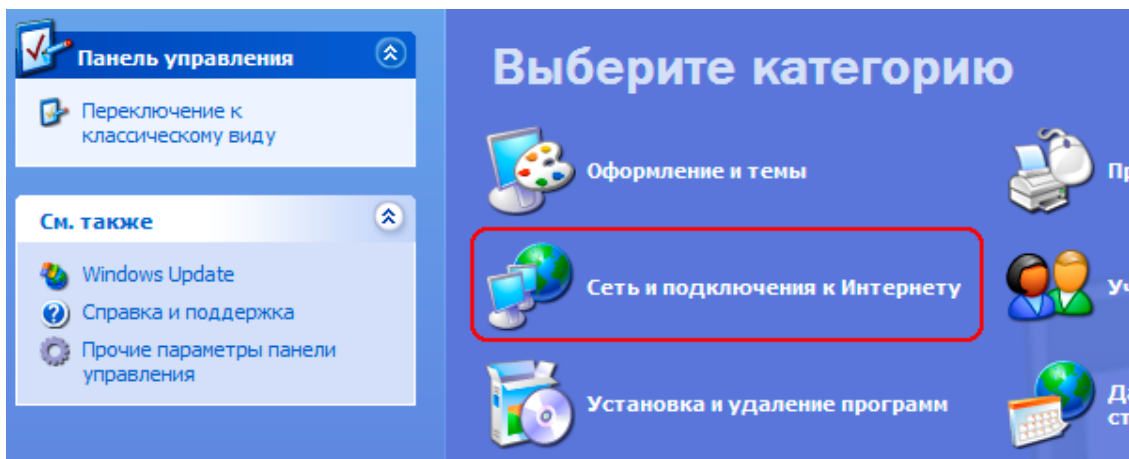 Панель управления
Переключение к
классическому виду
См. также
Windows Update
Справка и поддержка
Прочие параметры панели
управления
Выберите категорию
Оформление и темы
Сеть и подключения к Интернету
Установка и удаление программ